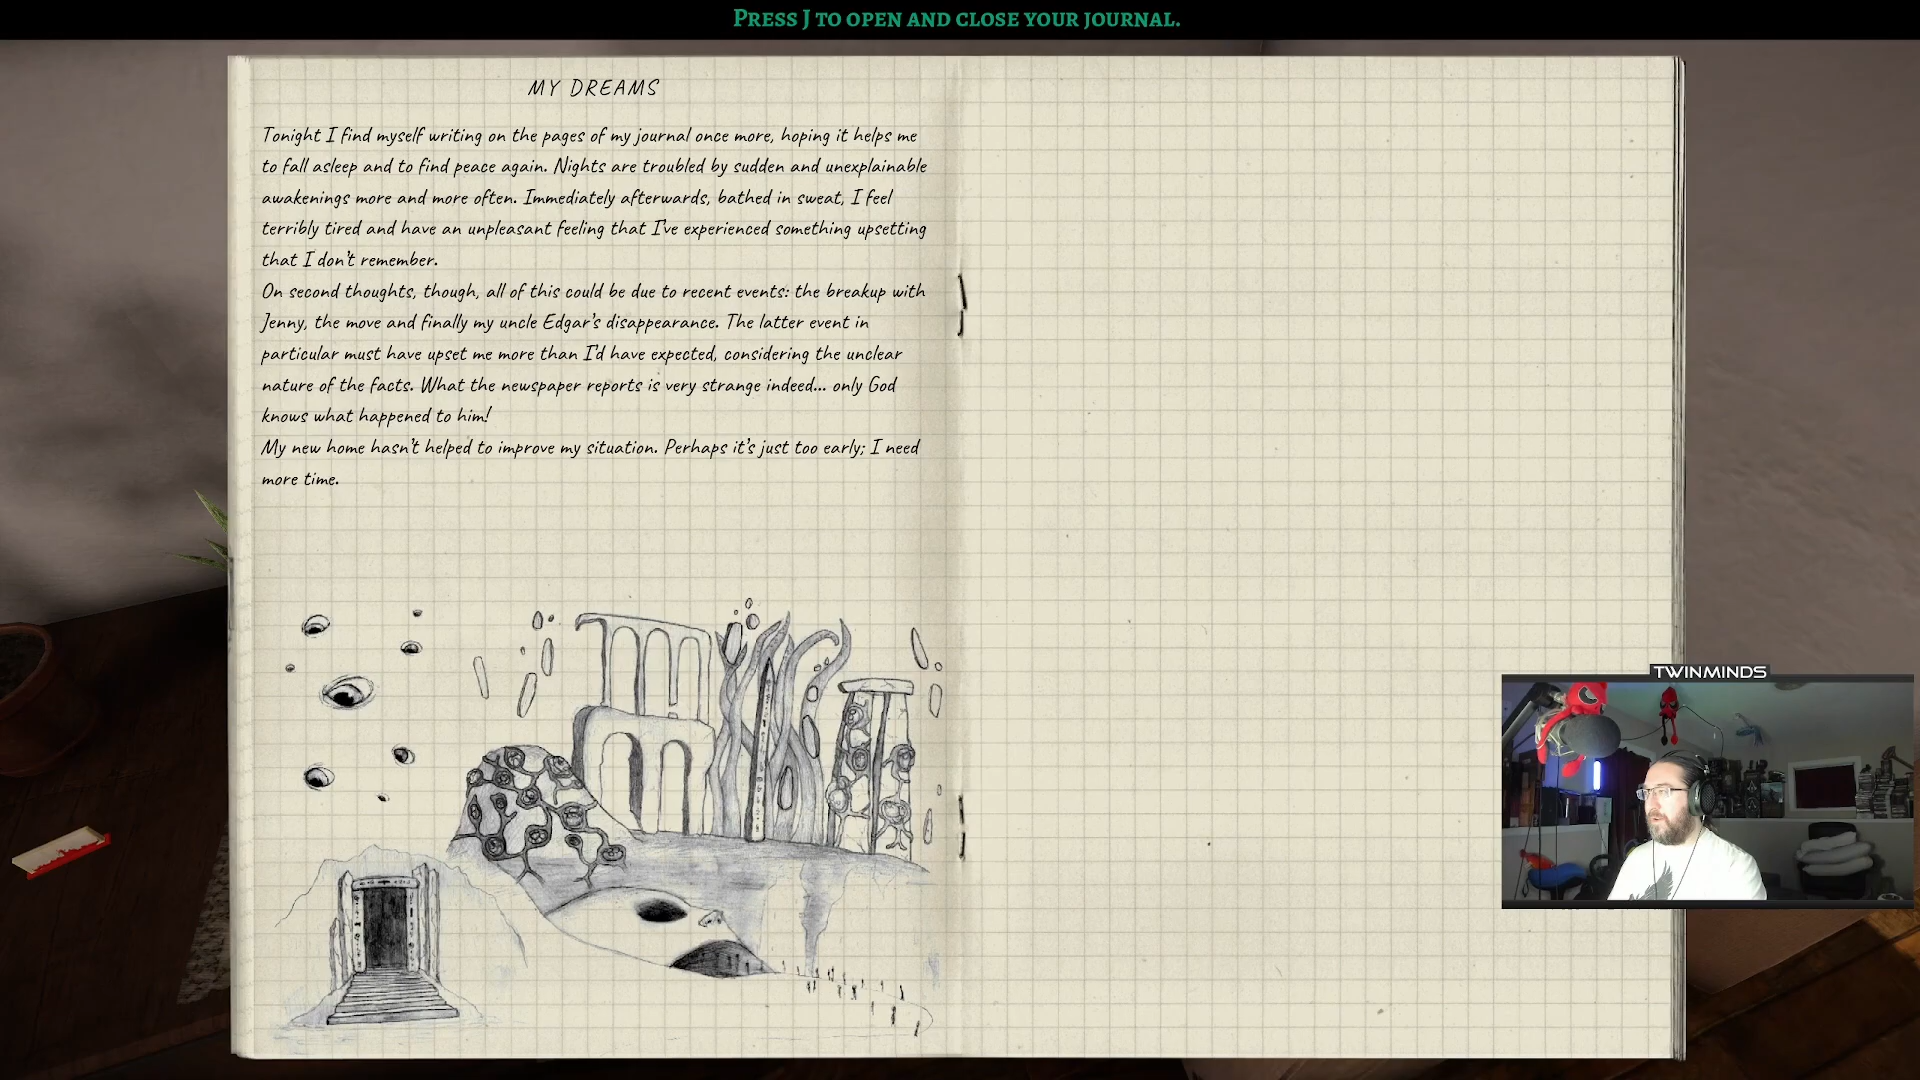 PRESS J TO OPEN AND CLOSE YOUR JOURNAL.
MY DREAMS
Tonight I find myself writing on the pages of my journal once more, hoping it helps me
to fall asleep and to find peace again. Nights are troubled by sudden and unexplainable
awakenings more and more often. Immediately afterwards, bathed in sweat, I feel
terribly tired and have an unpleasant feeling that I've experienced something upsetting
that I don't remember.
On second thoughts, though, all of this could be due to recent events: the breakup with
Jenny, the move and finally my uncle Edgar's disappearance. The latter event in
particular must have upset me more than I'd have expected, considering the unclear
nature of the facts. What the newspaper reports is very strange indeed... only God
knows what happened to him!
My new home hasn't helped to improve my situation. Perhaps it's just too early; I need
more time.
TWINMINDS